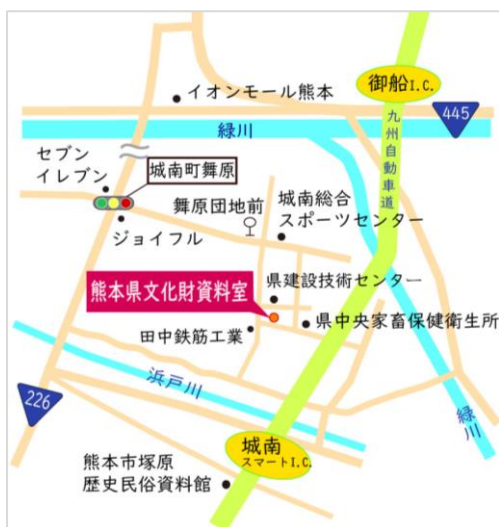 イオンモール熊本
御船I.C.
445
緑川
九州自動車道
セブン
イレブン
城南町舞原
舞原団地前
城南総合
スポーツセンター
ジョイフル
県建設技術センター
熊本県文化財資料室
県中央家畜保健衛生所
田中鉄筋工業
浜戸川
226
緑川
城南
スマートI.C.
熊本市塚原
歴史民俗資料館